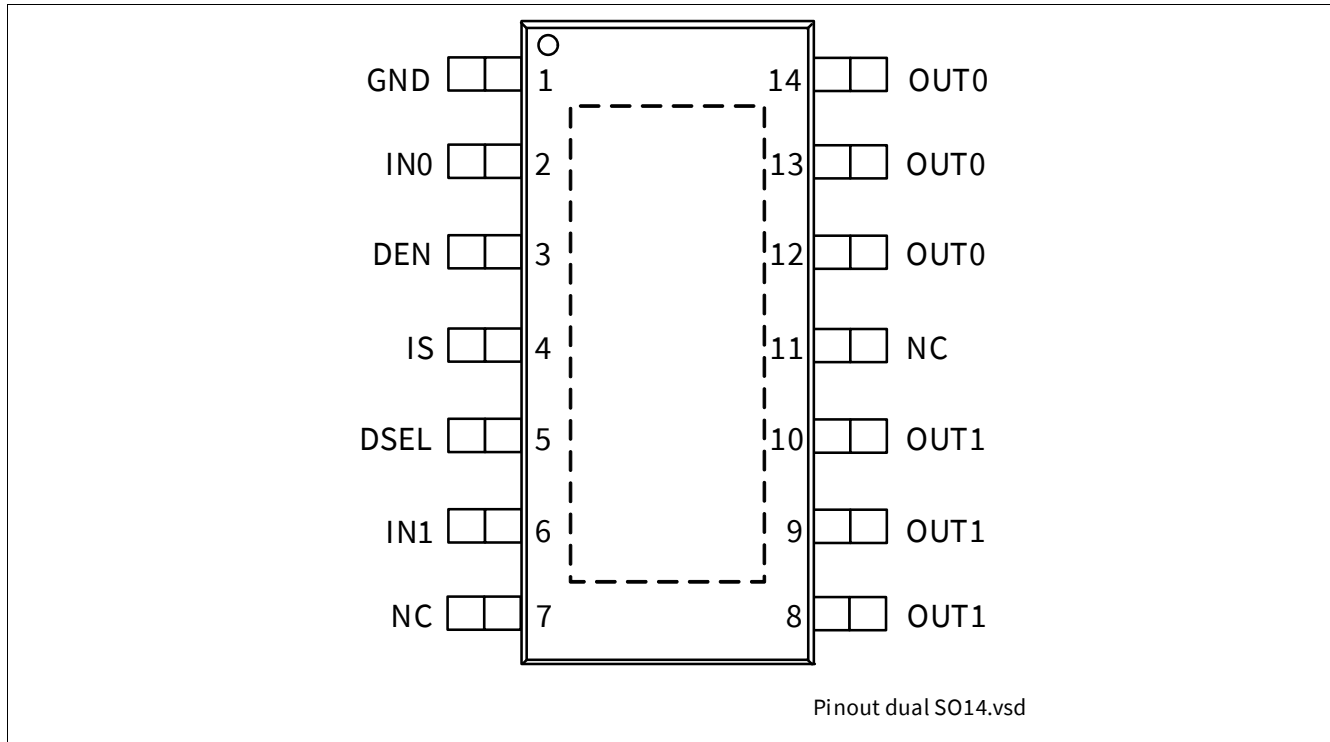 GND 1 14 OUT0
IN0 2 13 OUT0
DEN 3 12 OUT0
IS 4 11 NC
DSEL 5 10 OUT1
IN1 6 9 OUT1
NC 7 8 OUT1
Pinout dual SO14.vsd